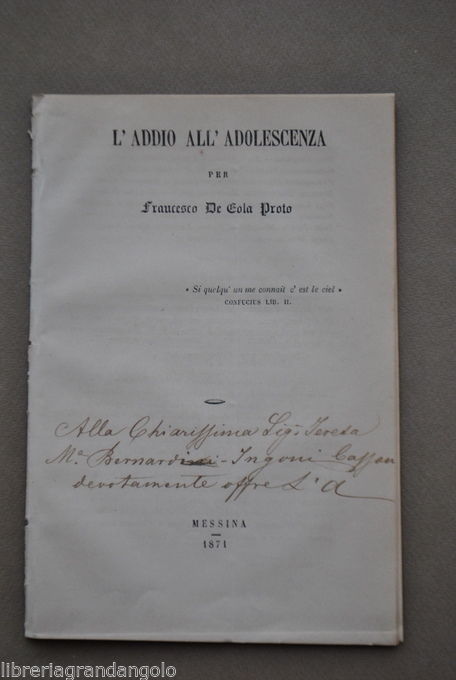 L' ADDIO ALL' ADOLESCENZA
PER
Francesco De Cola Proto
« Si quelqu' un me connait c' est le ciel »
CONFUCIUS LIB. II.
Alla Chiarissima Sig.ª Teresa
M.ª Bernardini - Ingoni
devotamente offre L'A
MESSINA
1871
libreriagrandangolo